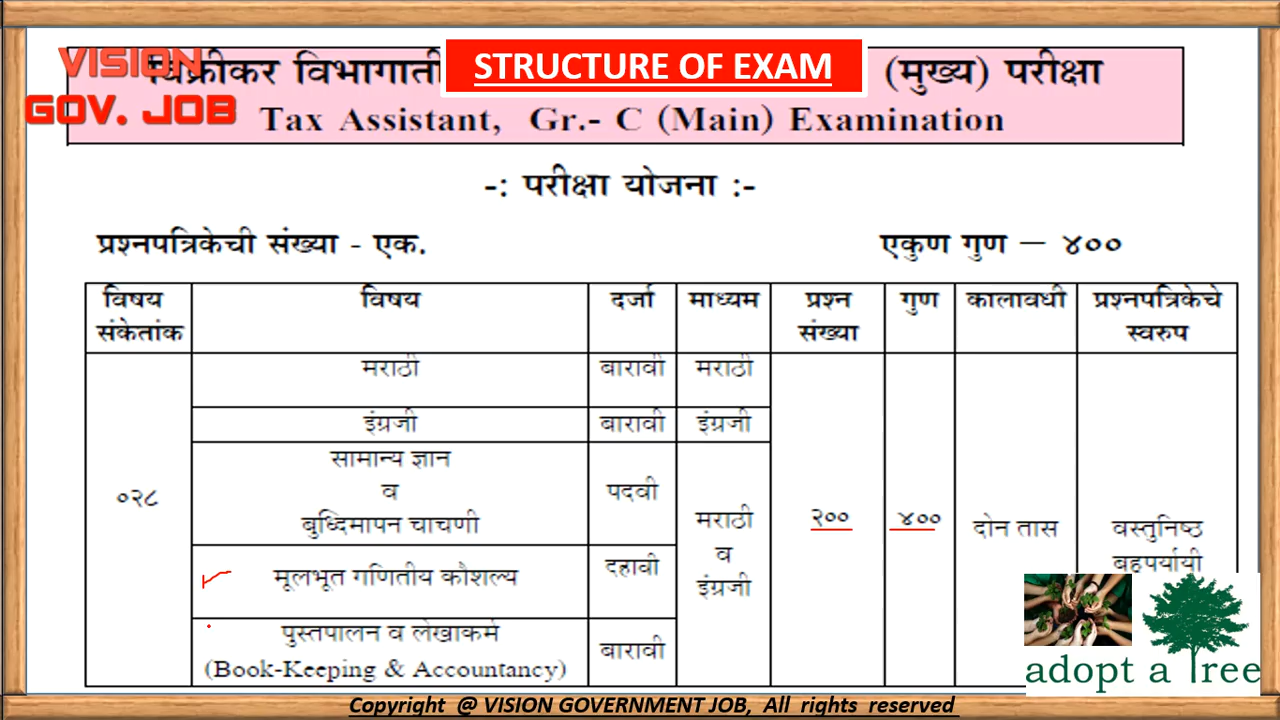 VISION
GOV. JOB
STRUCTURE OF EXAM
विक्रीकर विभागाती (मुख्य) परीक्षा
Tax Assistant, Gr.- C (Main) Examination
-: परीक्षा योजना :-
प्रश्नपत्रिकेची संख्या - एक. एकुण गुण – ४००
विषय संकेतांक
विषय
दर्जा
माध्यम
प्रश्न संख्या
गुण
कालावधी
प्रश्नपत्रिकेचे स्वरुप
०२८
मराठी बारावी मराठी
इंग्रजी बारावी इंग्रजी
सामान्य ज्ञान
व
बुध्दिमापन चाचणी
पदवी
मूलभूत गणितीय कौशल्य दहावी
पुस्तपालन व लेखाकर्म
(Book-Keeping & Accountancy)
बारावी
मराठी
व
इंग्रजी
२००
४००
दोन तास
वस्तुनिष्ठ
बहुपर्यायी
adopt a Tree
Copyright @ VISION GOVERNMENT JOB, All rights reserved